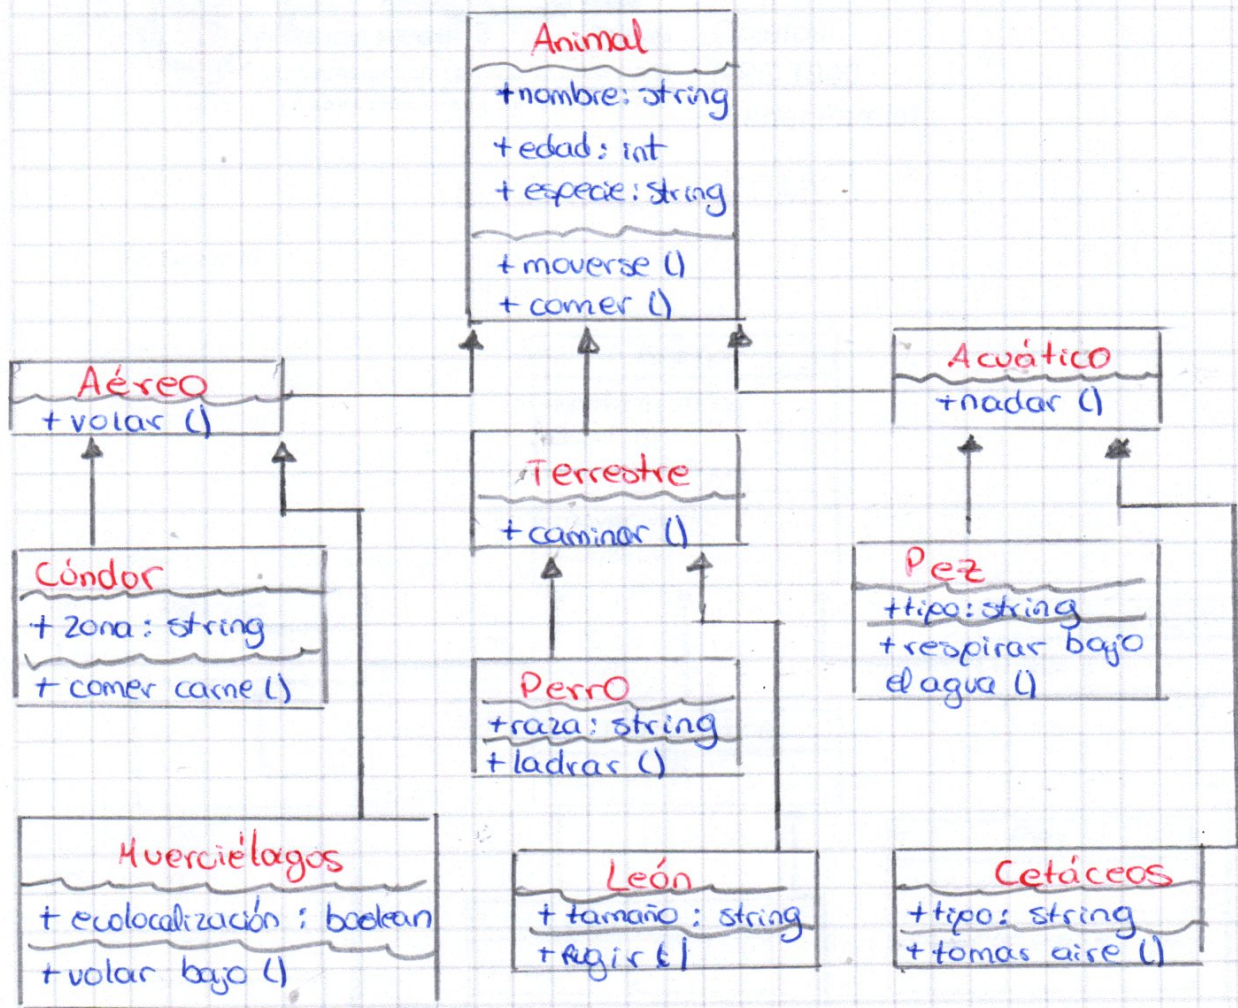 Animal
+nombre: string
+edad: int
+especie: string
+moverse ()
+comer ()
Aéreo
+volar ()
Terrestre
+caminar ()
Acuático
+nadar ()
Cóndor
+ zona: string
+ comer carne ()
Perro
+raza: string
+ladrar ()
Pez
+tipo: string
+respirar bajo
el agua ()
Muerciélagos
+ ecolocalización : boolean
+volar bajo ()
León
+ tamaño : string
+Rugir ()
Cetáceos
+tipo: string
+tomas aire ()